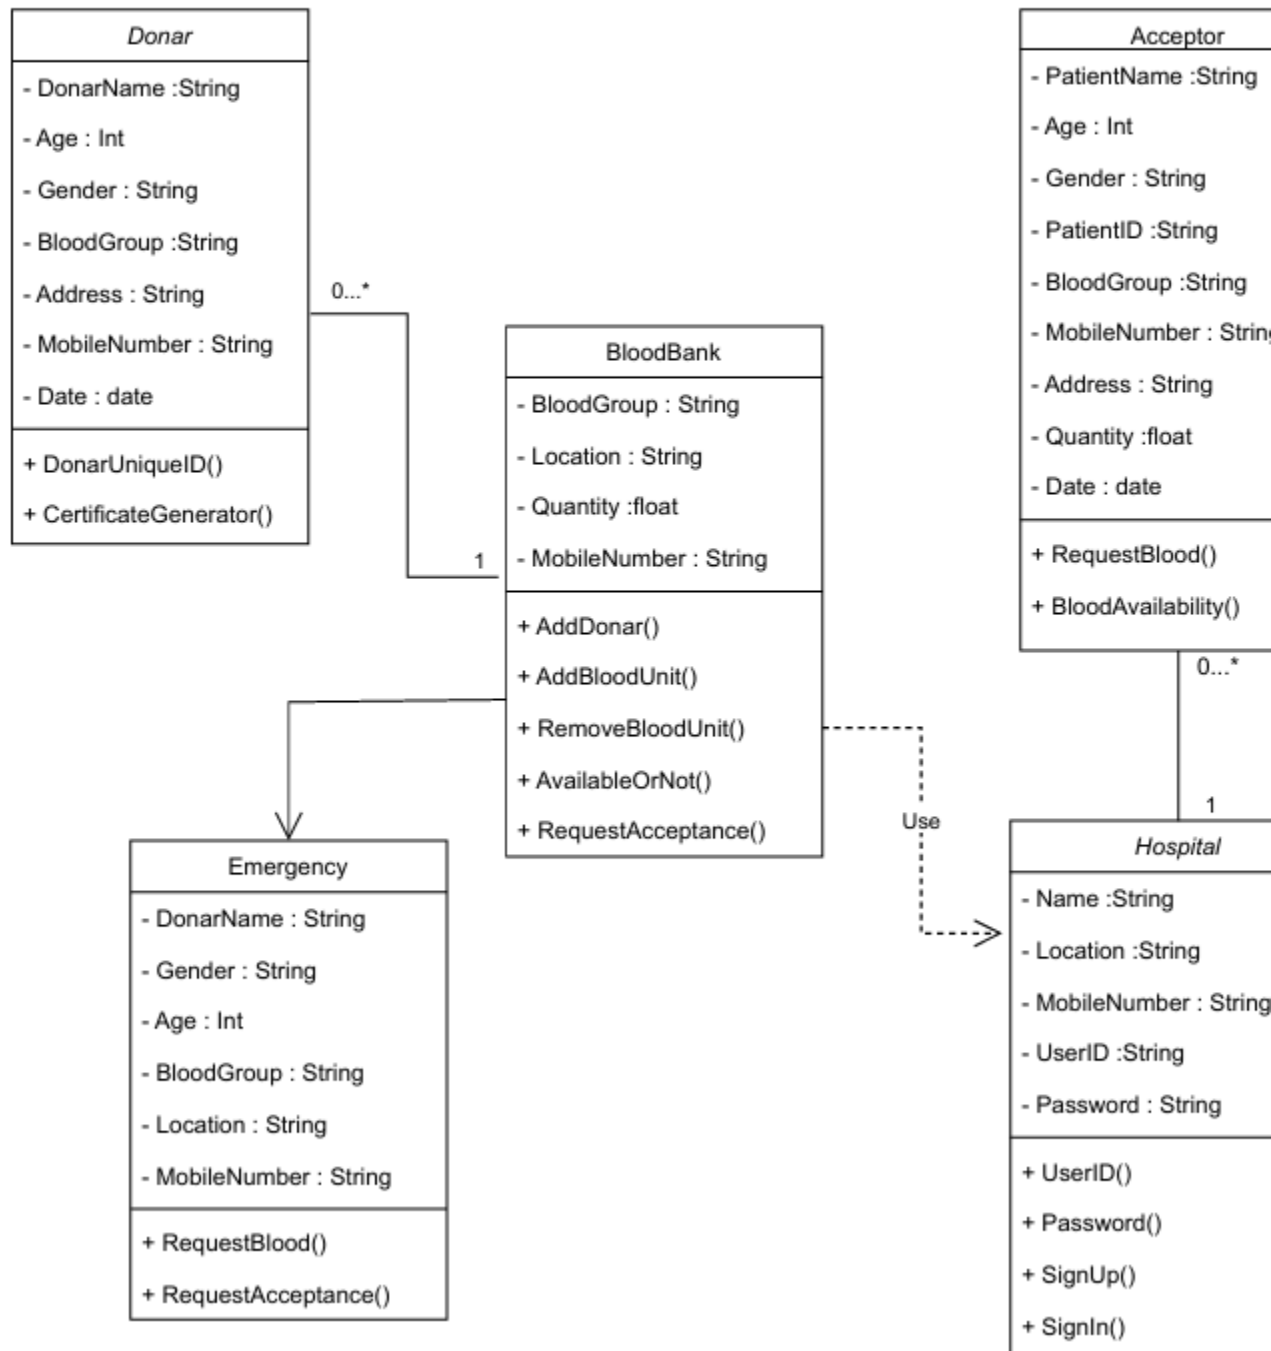 Donar
- DonarName :String
- Age : Int
- Gender : String
- BloodGroup :String
- Address : String
- MobileNumber : String
- Date : date
+ DonarUniqueID()
+ CertificateGenerator()
0...*
1
BloodBank
- BloodGroup : String
- Location : String
- Quantity :float
- MobileNumber : String
+ AddDonar()
+ AddBloodUnit()
+ RemoveBloodUnit()
+ AvailableOrNot()
+ RequestAcceptance()
Use
Acceptor
- PatientName :String
- Age : Int
- Gender : String
- PatientID :String
- BloodGroup :String
- MobileNumber : String
- Address : String
- Quantity :float
- Date : date
+ RequestBlood()
+ BloodAvailability()
0...*
1
Emergency
- DonarName : String
- Gender : String
- Age : Int
- BloodGroup : String
- Location : String
- MobileNumber : String
+ RequestBlood()
+ RequestAcceptance()
Hospital
- Name :String
- Location :String
- MobileNumber : String
- UserID :String
- Password : String
+ UserID()
+ Password()
+ SignUp()
+ SignIn()